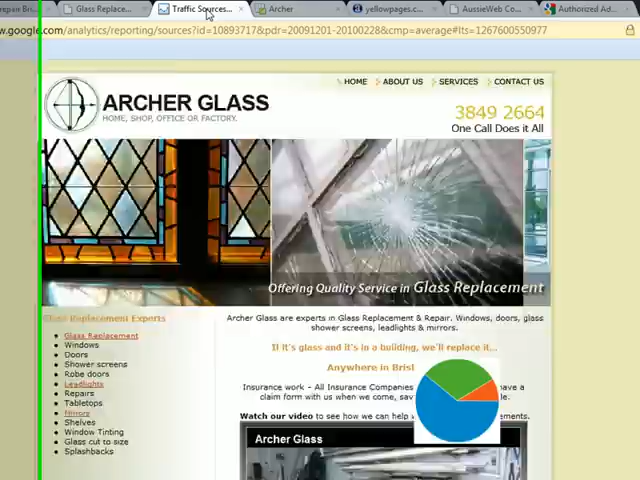 repair Bris...
Glass Replace...
Traffic Sources...
Archer
yellowpages.c...
AussieWeb Co...
Authorized Ad...
w.google.com/analytics/reporting/sources?id=10893717&pdr=20091201-20100228&cmp=average#lts=1267600550977
HOME
ABOUT US
SERVICES
CONTACT US
ARCHER GLASS
HOME, SHOP, OFFICE OR FACTORY.
3849 2664
One Call Does it All
Offering Quality Service in Glass Replacement
Glass Replacement Experts
Glass Replacement
Windows
Doors
Shower screens
Robe doors
Leadlights
Repairs
Tabletops
Mirrors
Shelves
Window Tinting
Glass cut to size
Splashbacks
Archer Glass are experts in Glass Replacement & Repair. Windows, doors, glass
shower screens, leadlights & mirrors.
If it's glass and it's in a building, we'll replace it...
Anywhere in Bris
Insurance work - All Insurance Companies have a
claim form with us when we come, sav le.
Watch our video to see how we can help ements.
Archer Glass